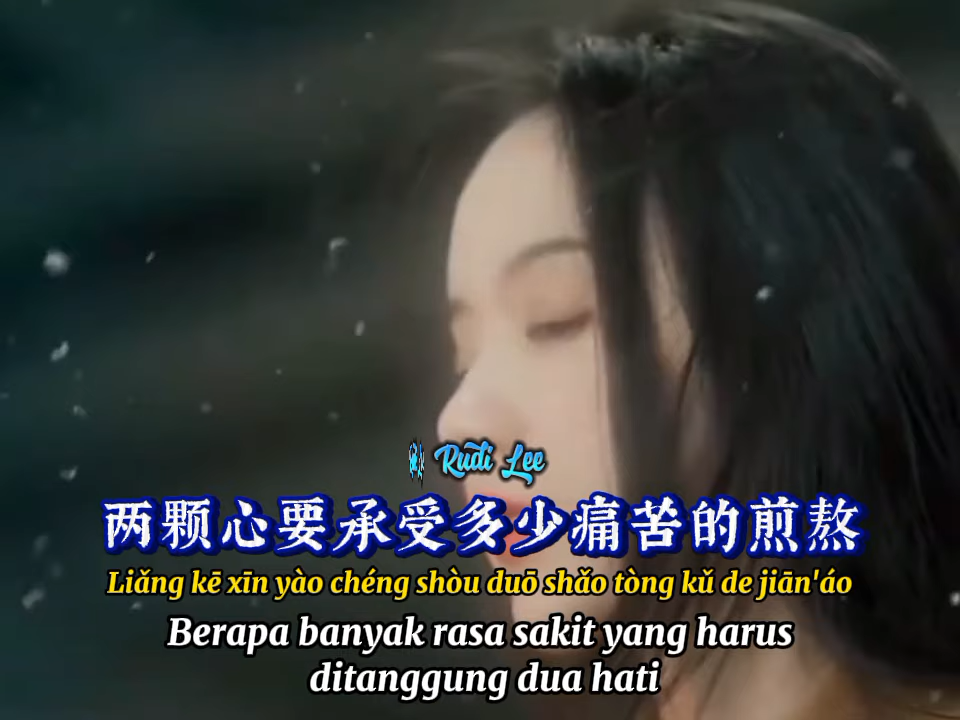 Rudi Lee
两颗心要承受多少痛苦的煎熬
Liǎng kē xīn yào chéng shòu duō shǎo tòng kǔ de jiān'áo
Berapa banyak rasa sakit yang harus
ditanggung dua hati